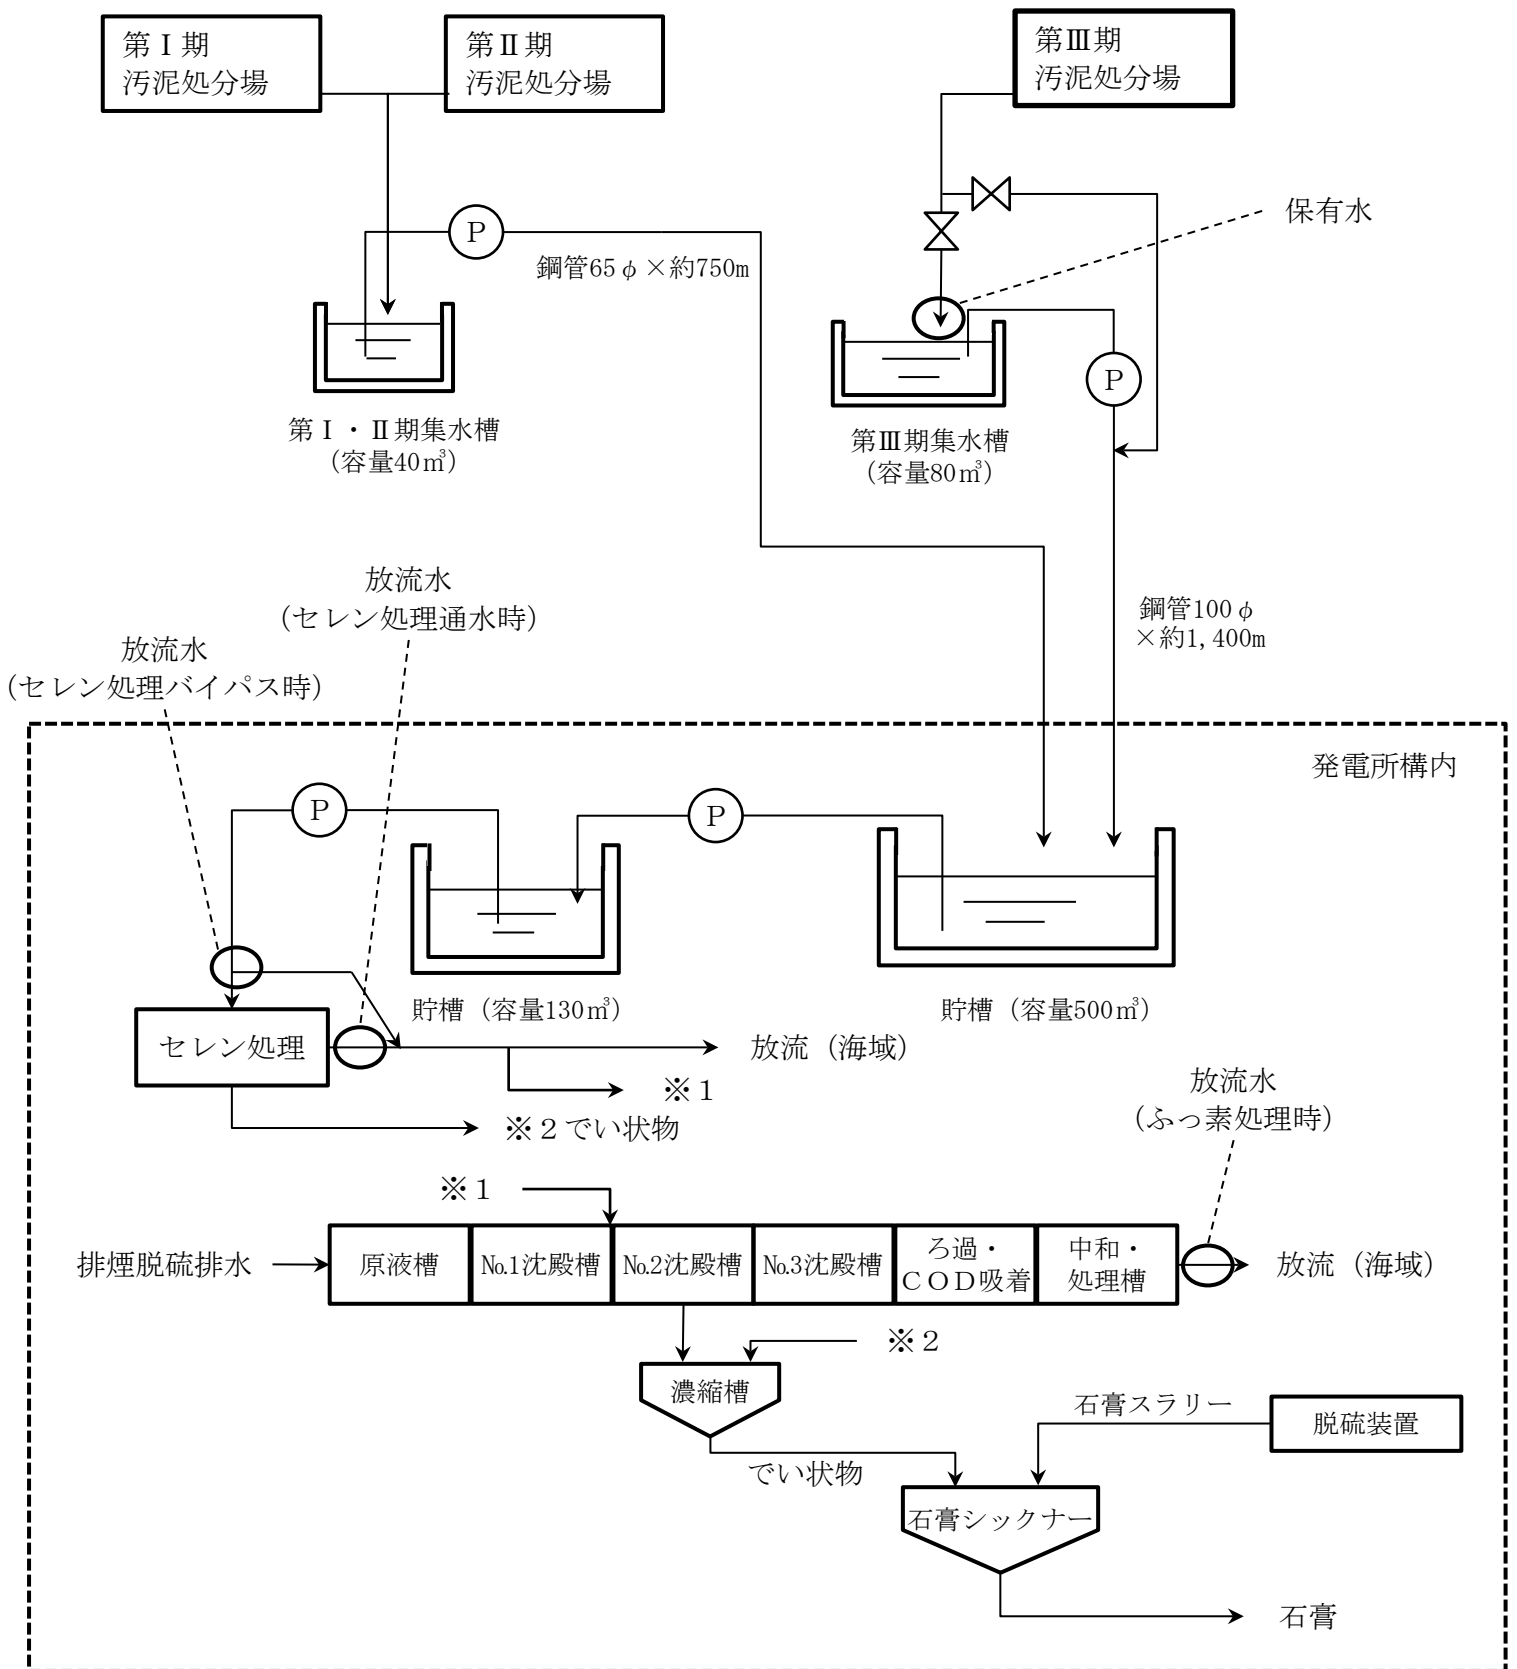 第Ⅰ期
汚泥処分場
第Ⅱ期
汚泥処分場
第Ⅲ期
汚泥処分場
保有水
P
鋼管65φ×約750m
P
第Ⅰ・Ⅱ期集水槽
（容量40㎥）
第Ⅲ期集水槽
（容量80㎥）
放流水
（セレン処理通水時）
鋼管100φ
×約1,400m
放流水
（セレン処理バイパス時）
発電所構内
P
P
貯槽（容量130㎥）
貯槽（容量500㎥）
セレン処理
放流（海域）
※１
※２でい状物
放流水
（ふっ素処理時）
※１
排煙脱硫排水
原液槽
№1沈殿槽
№2沈殿槽
№3沈殿槽
ろ過・
ＣＯＤ吸着
中和・
処理槽
放流（海域）
※２
濃縮槽
石膏スラリー
脱硫装置
でい状物
石膏シックナー
石膏